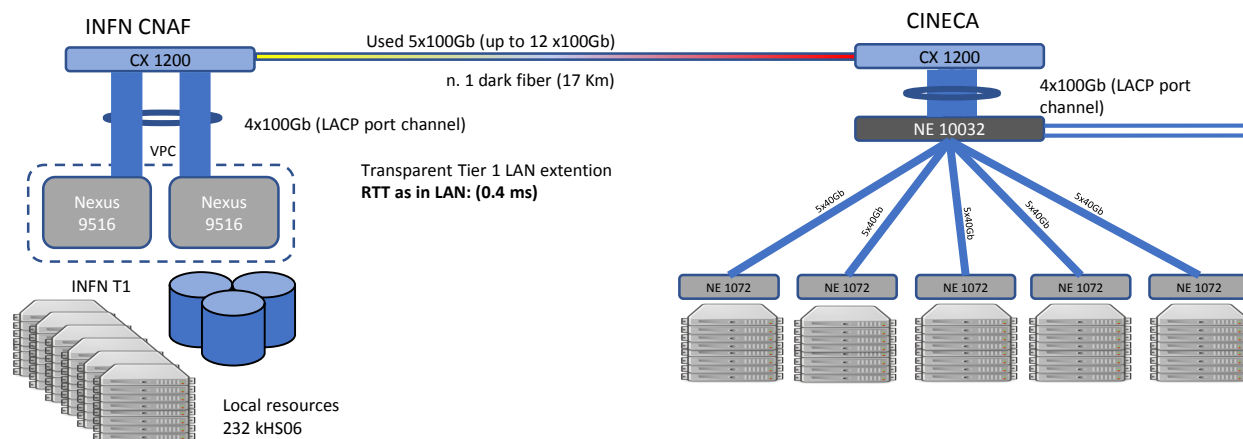 INFN CNAF
CINECA
CX 1200
Used 5x100Gb (up to 12 x100Gb)
CX 1200
n. 1 dark fiber (17 Km)
4x100Gb (LACP port
channel)
4x100Gb (LACP port channel)
NE 10032
VPC
Transparent Tier 1 LAN extention
RTT as in LAN: (0.4 ms)
Nexus
9516
Nexus
9516
5x40Gb
5x40Gb
5x40Gb
5x40Gb
5x40Gb
INFN T1
NE 1072
NE 1072
NE 1072
NE 1072
NE 1072
Local resources
232 kHS06